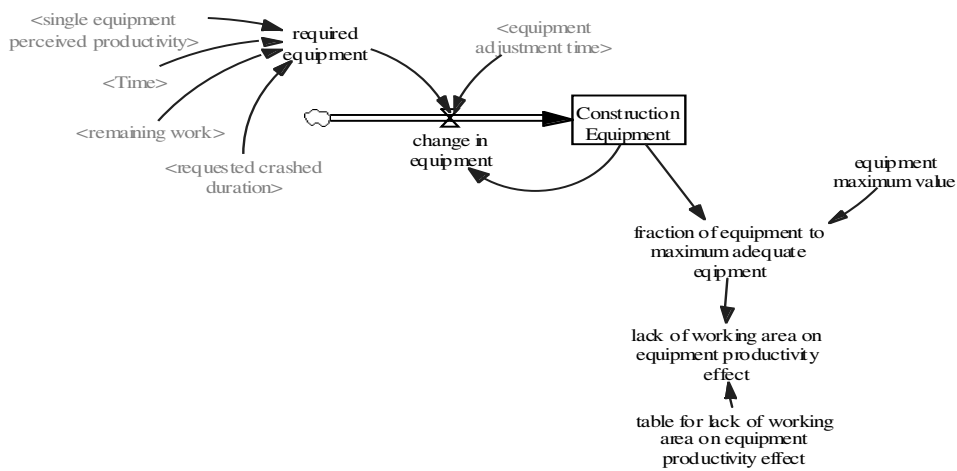 <single equipment
perceived productivity>
<Time>
<remaining work>
<requested crashed
duration>
required
equipment
<equipment
adjustment time>
change in
equipment
Construction
Equipment
equipment
maximum value
fraction of equipment to
maximum adequate
eqipment
lack of working area on
equipment productivity
effect
table for lack of working
area on equipment
productivity effect